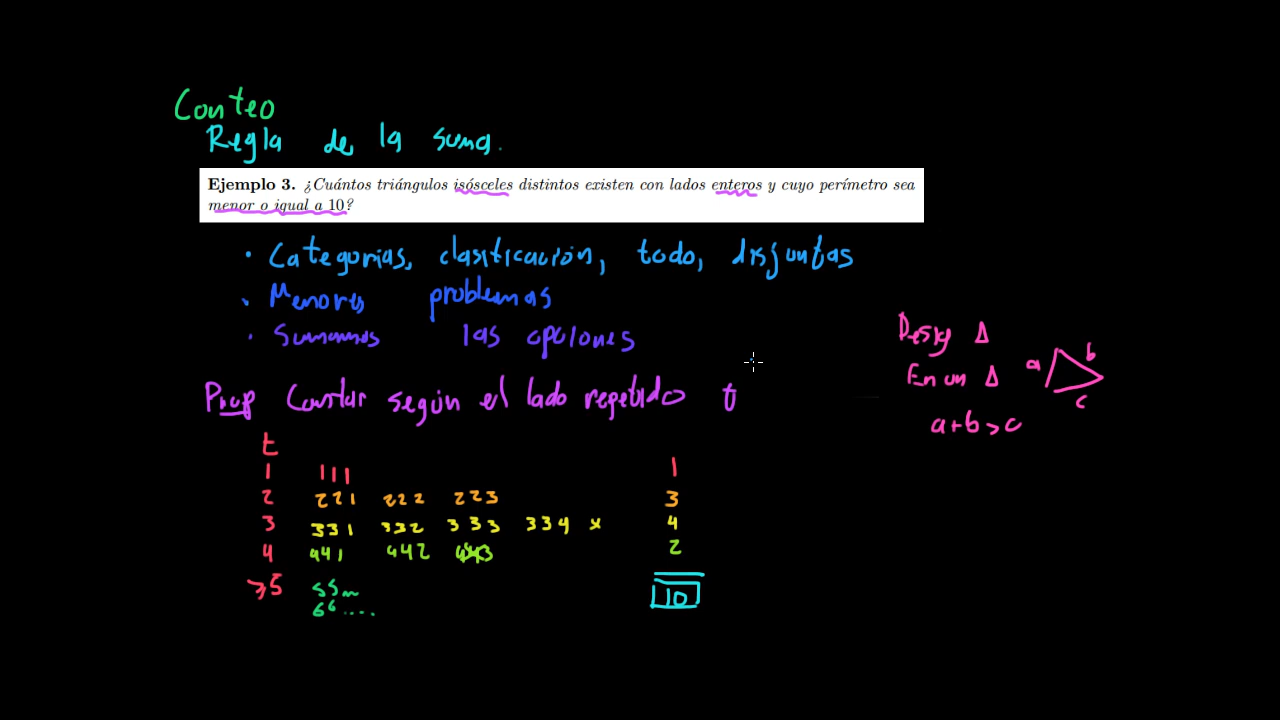 Conteo
Regla de la suma.
Ejemplo 3. ¿Cuántos triángulos isósceles distintos existen con lados enteros y cuyo perímetro sea
menor o igual a 10?
• Categorias, clasificación, todo, disjuntas
• Menores problemas
• Sumamos las opciones
Desig Δ
En un Δ a b c
a+b>c
Prop Contar según el lado repetido t
t
1 111 1
2 221 222 223 3
3 331 332 333 334 x 4
4 441 442 443 2
≥5 55
66....
10